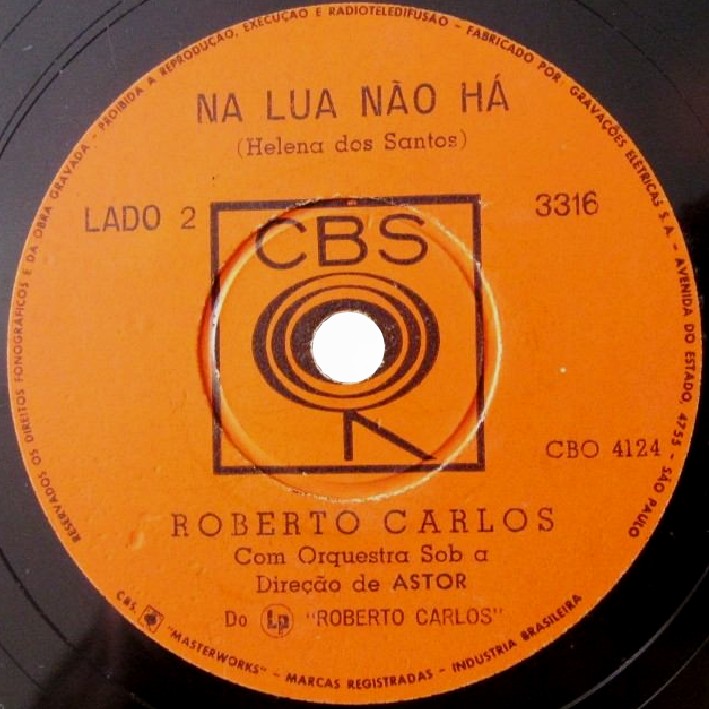 RESERVADOS OS DIREITOS FONOGRAFICOS E DA OBRA GRAVADA - PROIBIDA A REPRODUÇÃO, EXECUÇÃO E RADIOTELEDIFUSÃO - FABRICADO POR GRAVAÇÕES ELETRICAS S. A. - AVENIDA DO ESTADO, 4755 - SÃO PAULO
NA LUA NÃO HÁ
(Helena dos Santos)
LADO 2
3316
CBS
CBO 4124
ROBERTO CARLOS
Com Orquestra Sob a
Direção de ASTOR
Do Lp "ROBERTO CARLOS"
CBS, "MASTERWORKS" - MARCAS REGISTRADAS - INDUSTRIA BRASILEIRA